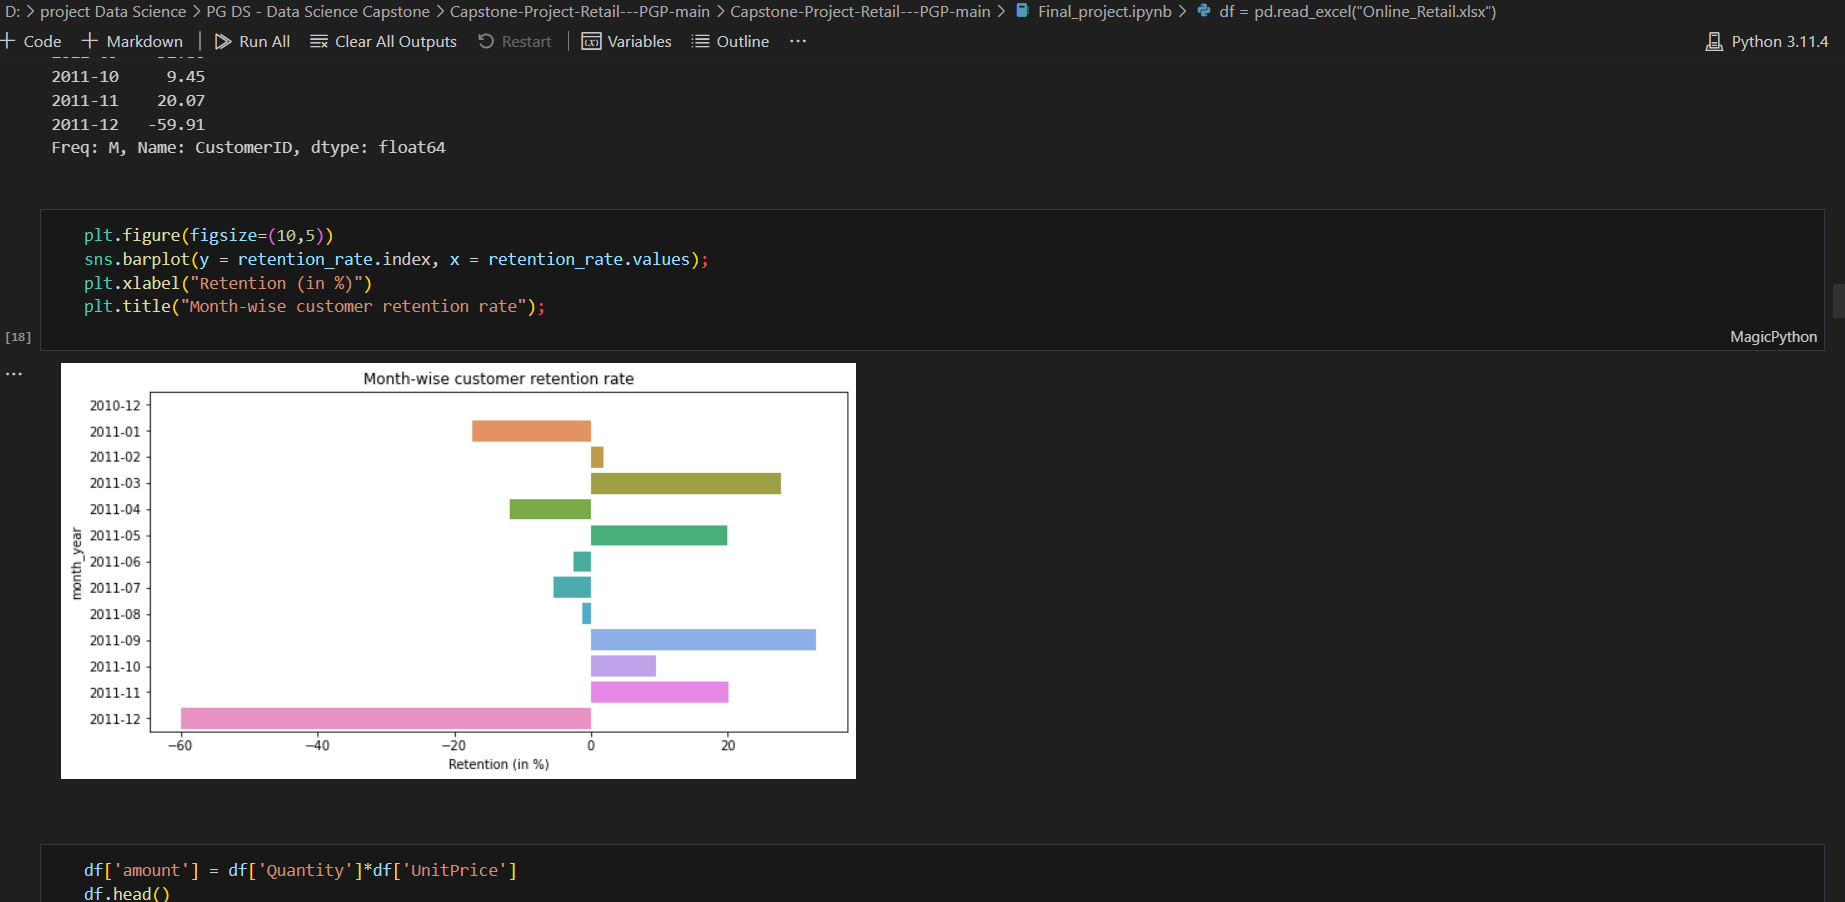 D: > project Data Science > PG DS - Data Science Capstone > Capstone-Project-Retail---PGP-main > Capstone-Project-Retail---PGP-main > Final_project.ipynb > df = pd.read_excel("Online_Retail.xlsx")
+ Code + Markdown | Run All Clear All Outputs Restart | Variables Outline ... Python 3.11.4
2011-10 9.45
2011-11 20.07
2011-12 -59.91
Freq: M, Name: CustomerID, dtype: float64
plt.figure(figsize=(10,5))
sns.barplot(y = retention_rate.index, x = retention_rate.values);
plt.xlabel("Retention (in %)")
plt.title("Month-wise customer retention rate");
[18] MagicPython
...
Month-wise customer retention rate
2010-12
2011-01
2011-02
2011-03
2011-04
2011-05
month_year
2011-06
2011-07
2011-08
2011-09
2011-10
2011-11
2011-12
−60 −40 −20 0 20
Retention (in %)
df['amount'] = df['Quantity']*df['UnitPrice']
df.head()